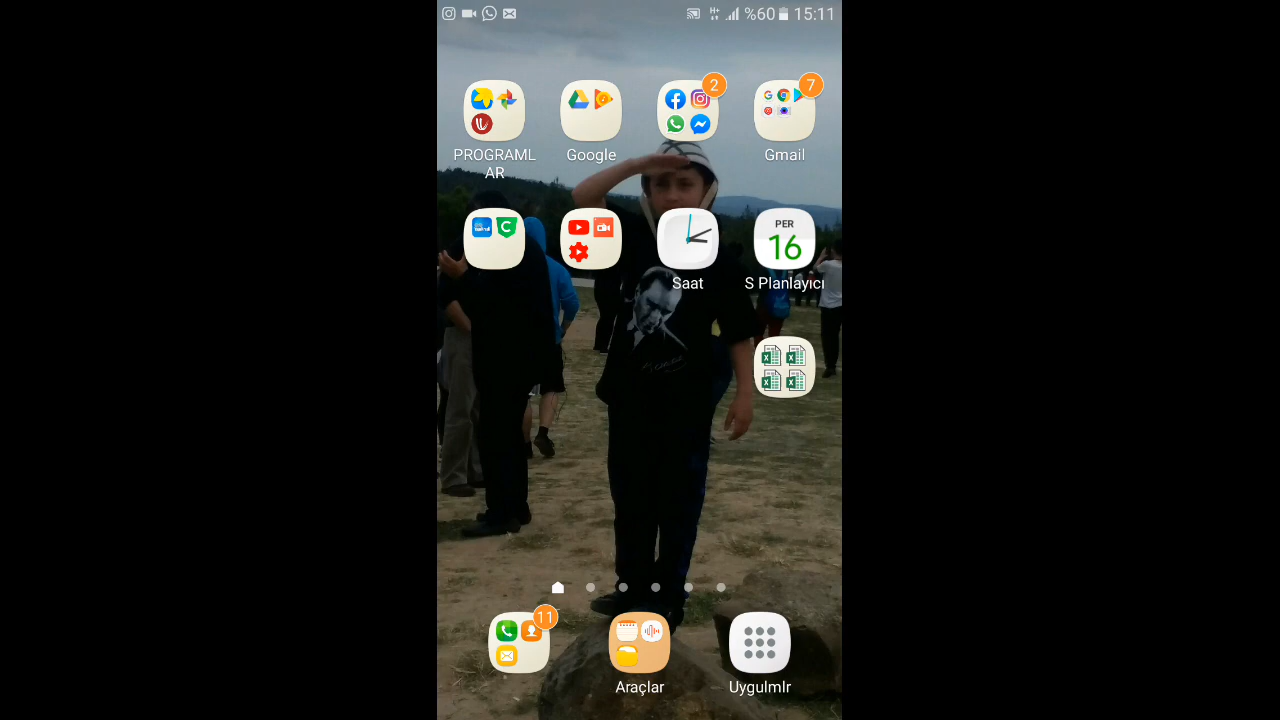 H+ %60 15:11
2
7
PROGRAML
AR
Google
Gmail
PER
16
Saat
S Planlayıcı
11
Araçlar
Uygulmlr